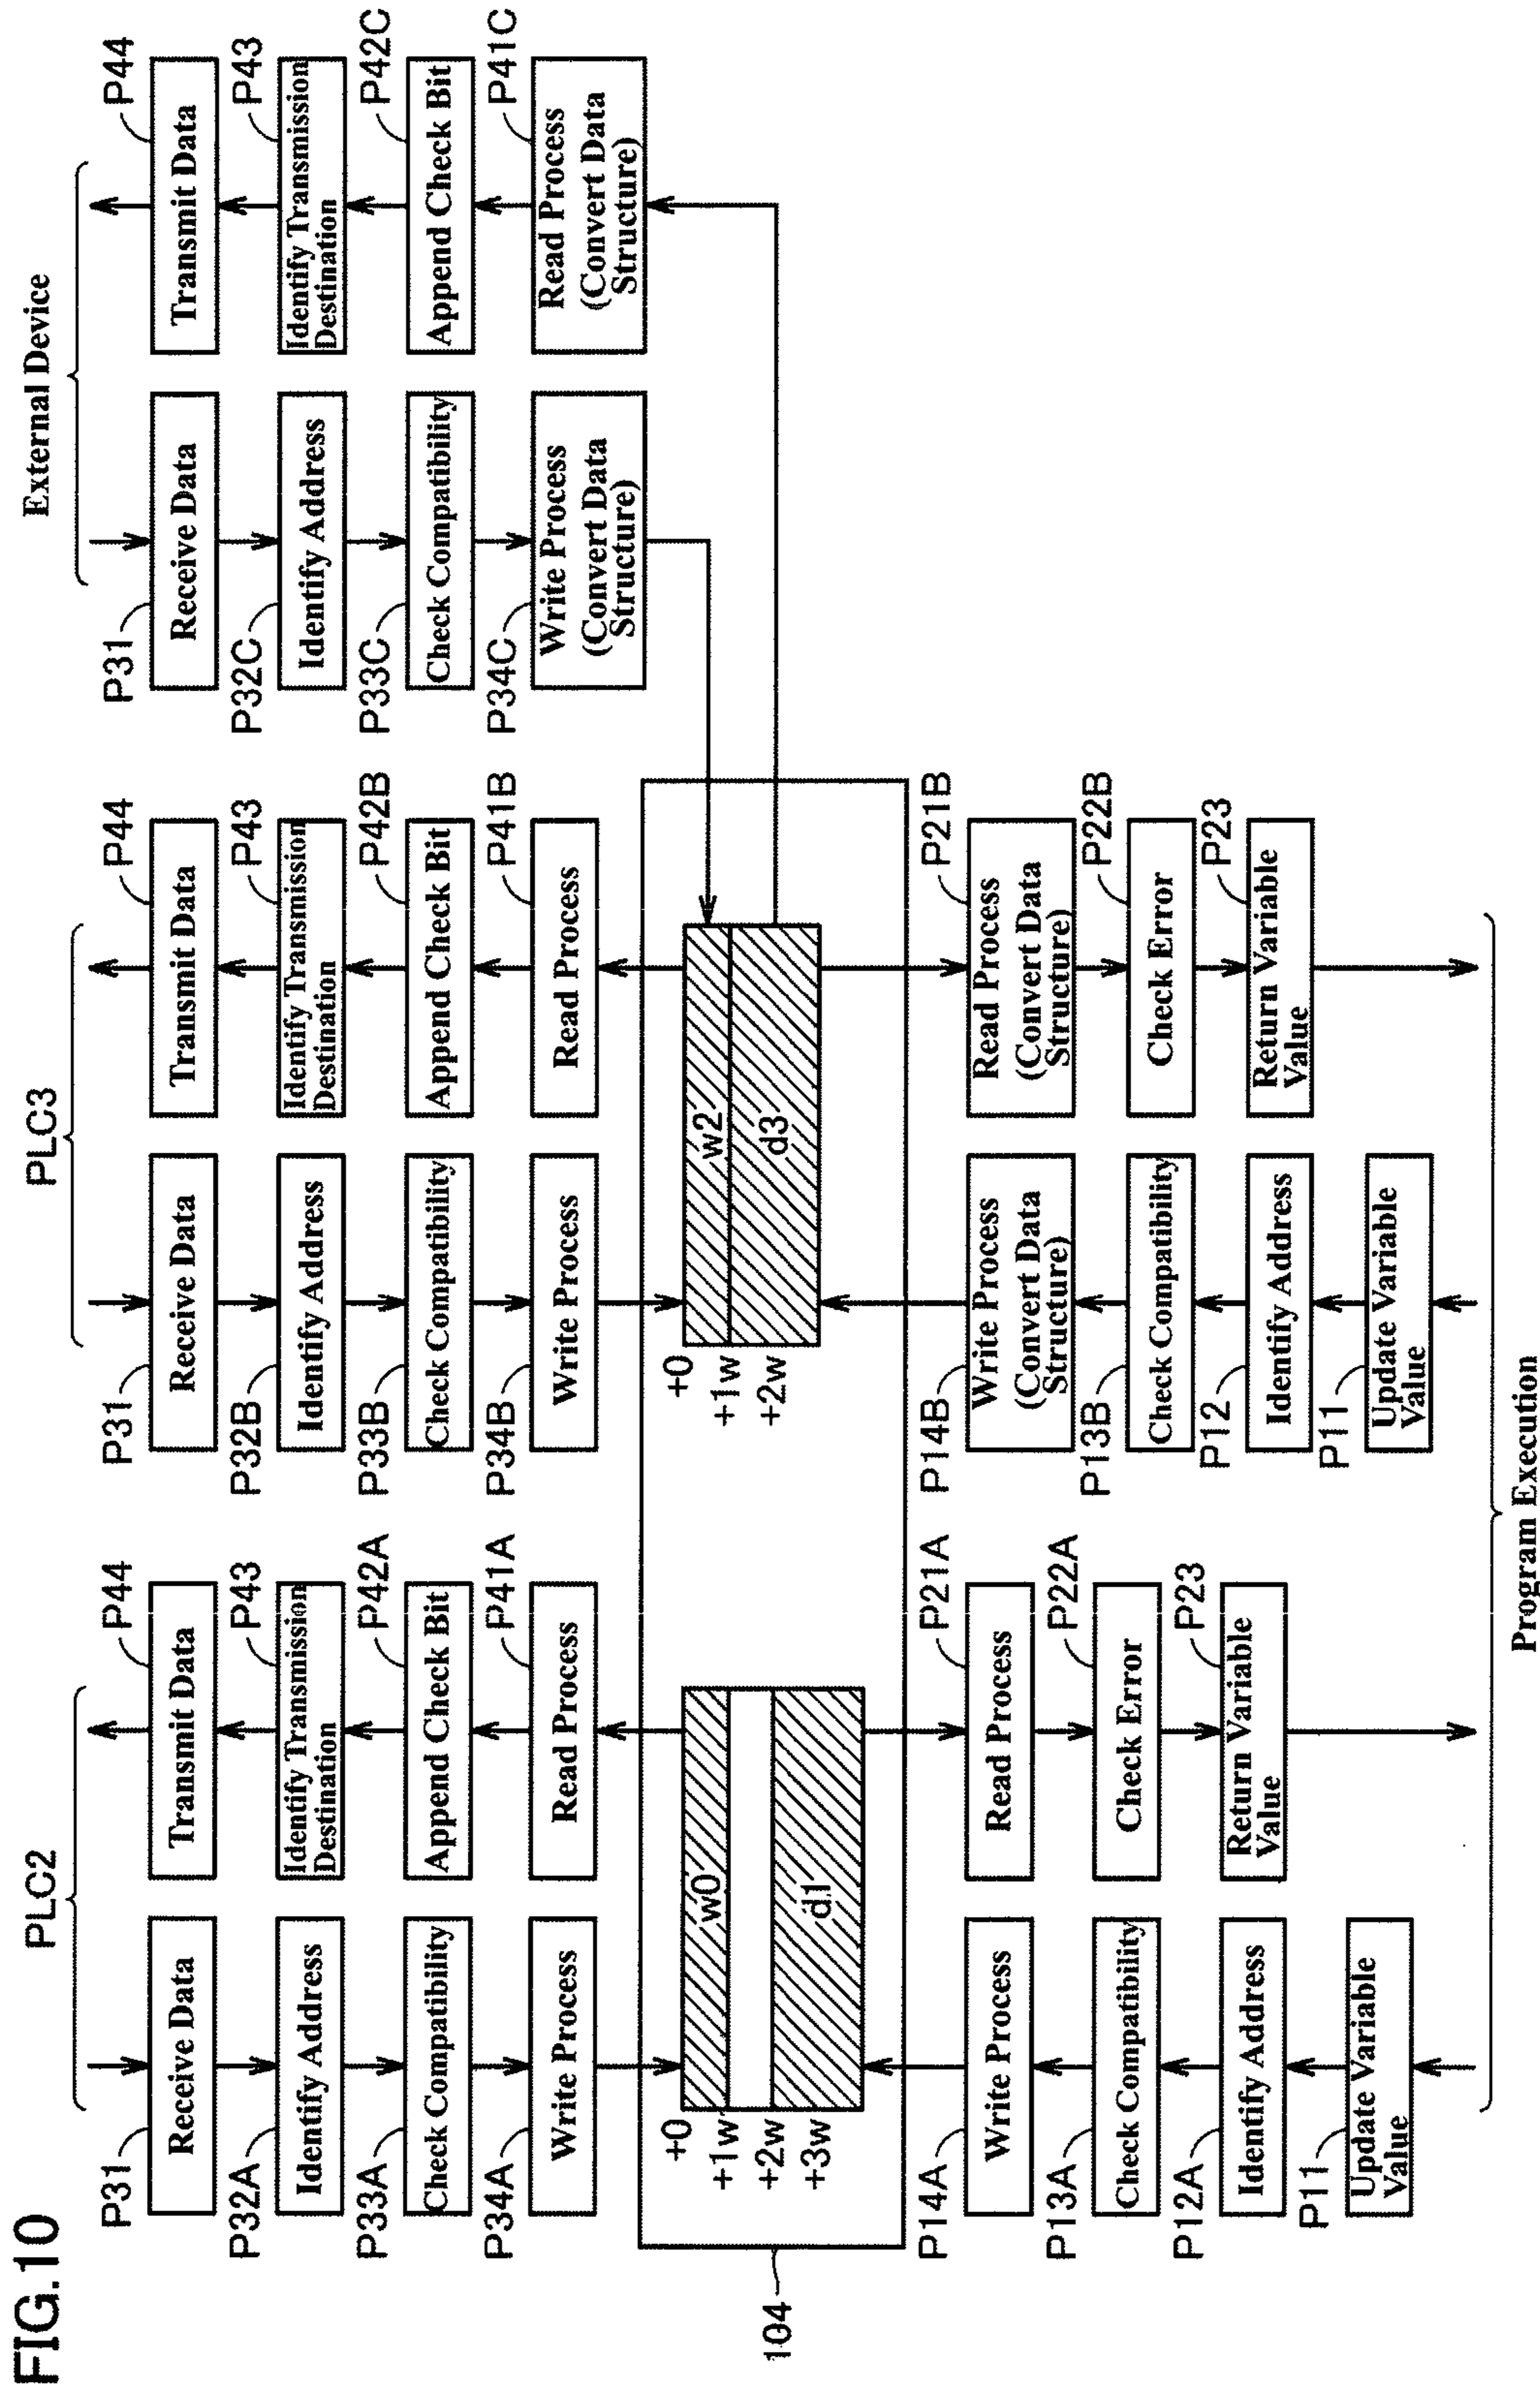 FIG.10
PLC2
PLC3
External Device
P31
Receive Data
P44
Transmit Data
P31
Receive Data
P44
Transmit Data
P31
Receive Data
P44
Transmit Data
P32A
Identify Address
P43
Identify Transmission
Destination
P32B
Identify Address
P43
Identify Transmission
Destination
P32C
Identify Address
P43
Identify Transmission
Destination
P33A
Check Compatibility
P42A
Append Check Bit
P33B
Check Compatibility
P42B
Append Check Bit
P33C
Check Compatibility
P42C
Append Check Bit
P34A
Write Process
P41A
Read Process
P34B
Write Process
P41B
Read Process
P34C
Write Process
(Convert Data
Structure)
P41C
Read Process
(Convert Data
Structure)
104
+0
+1w
+2w
+3w
w0
d1
+0
+1w
+2w
w2
d3
P14A
Write Process
P21A
Read Process
P14B
Write Process
(Convert Data
Structure)
P21B
Read Process
(Convert Data
Structure)
P13A
Check Compatibility
P22A
Check Error
P13B
Check Compatibility
P22B
Check Error
P12A
Identify Address
P23
Return Variable
Value
P12
Identify Address
P23
Return Variable
Value
P11
Update Variable
Value
P11
Update Variable
Value
Program Execution